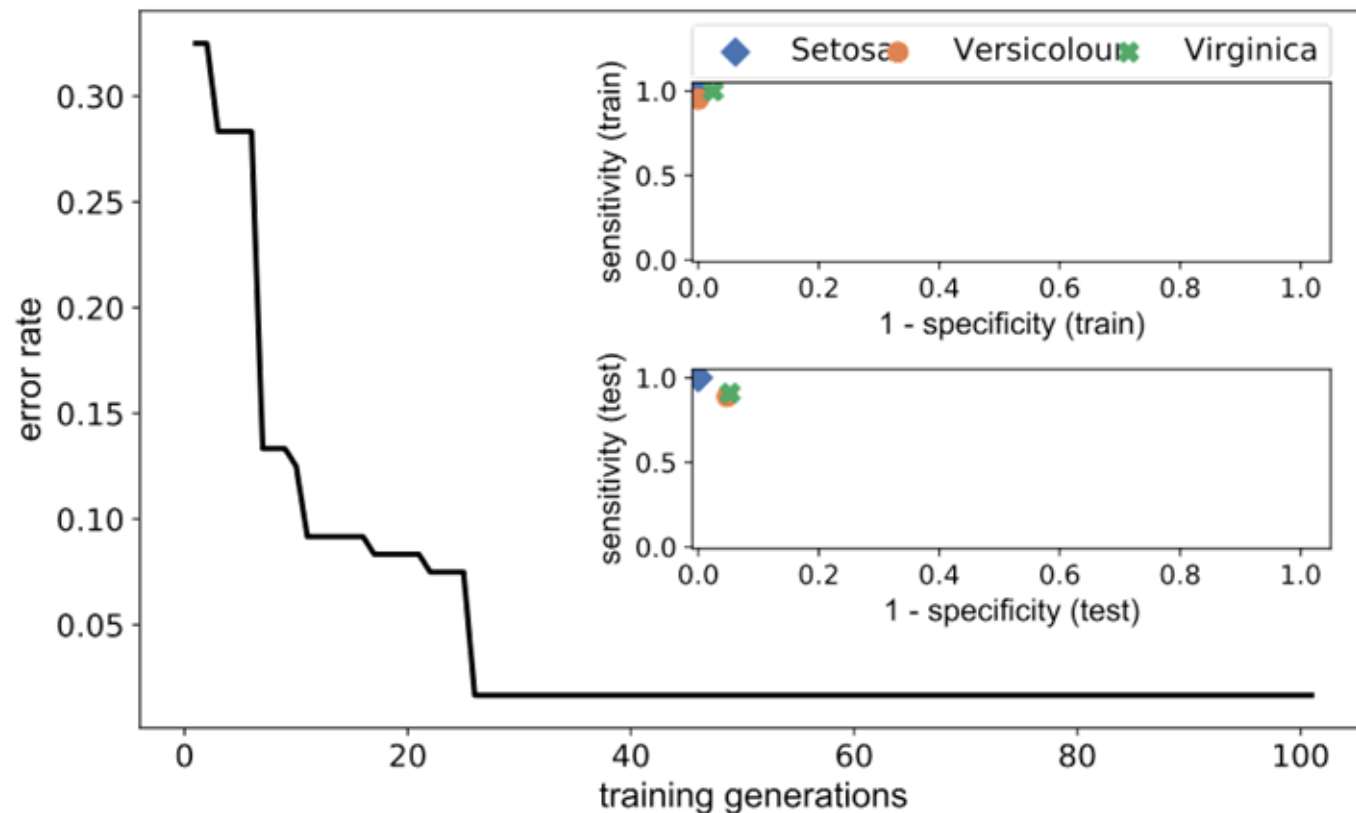 Setosa Versicolour Virginica
0.30
0.25
0.20
0.15
0.10
0.05
error rate
0 20 40 60 80 100
training generations
1.0
0.5
0.0
sensitivity (train)
0.0 0.2 0.4 0.6 0.8 1.0
1 - specificity (train)
1.0
0.5
0.0
sensitivity (test)
0.0 0.2 0.4 0.6 0.8 1.0
1 - specificity (test)